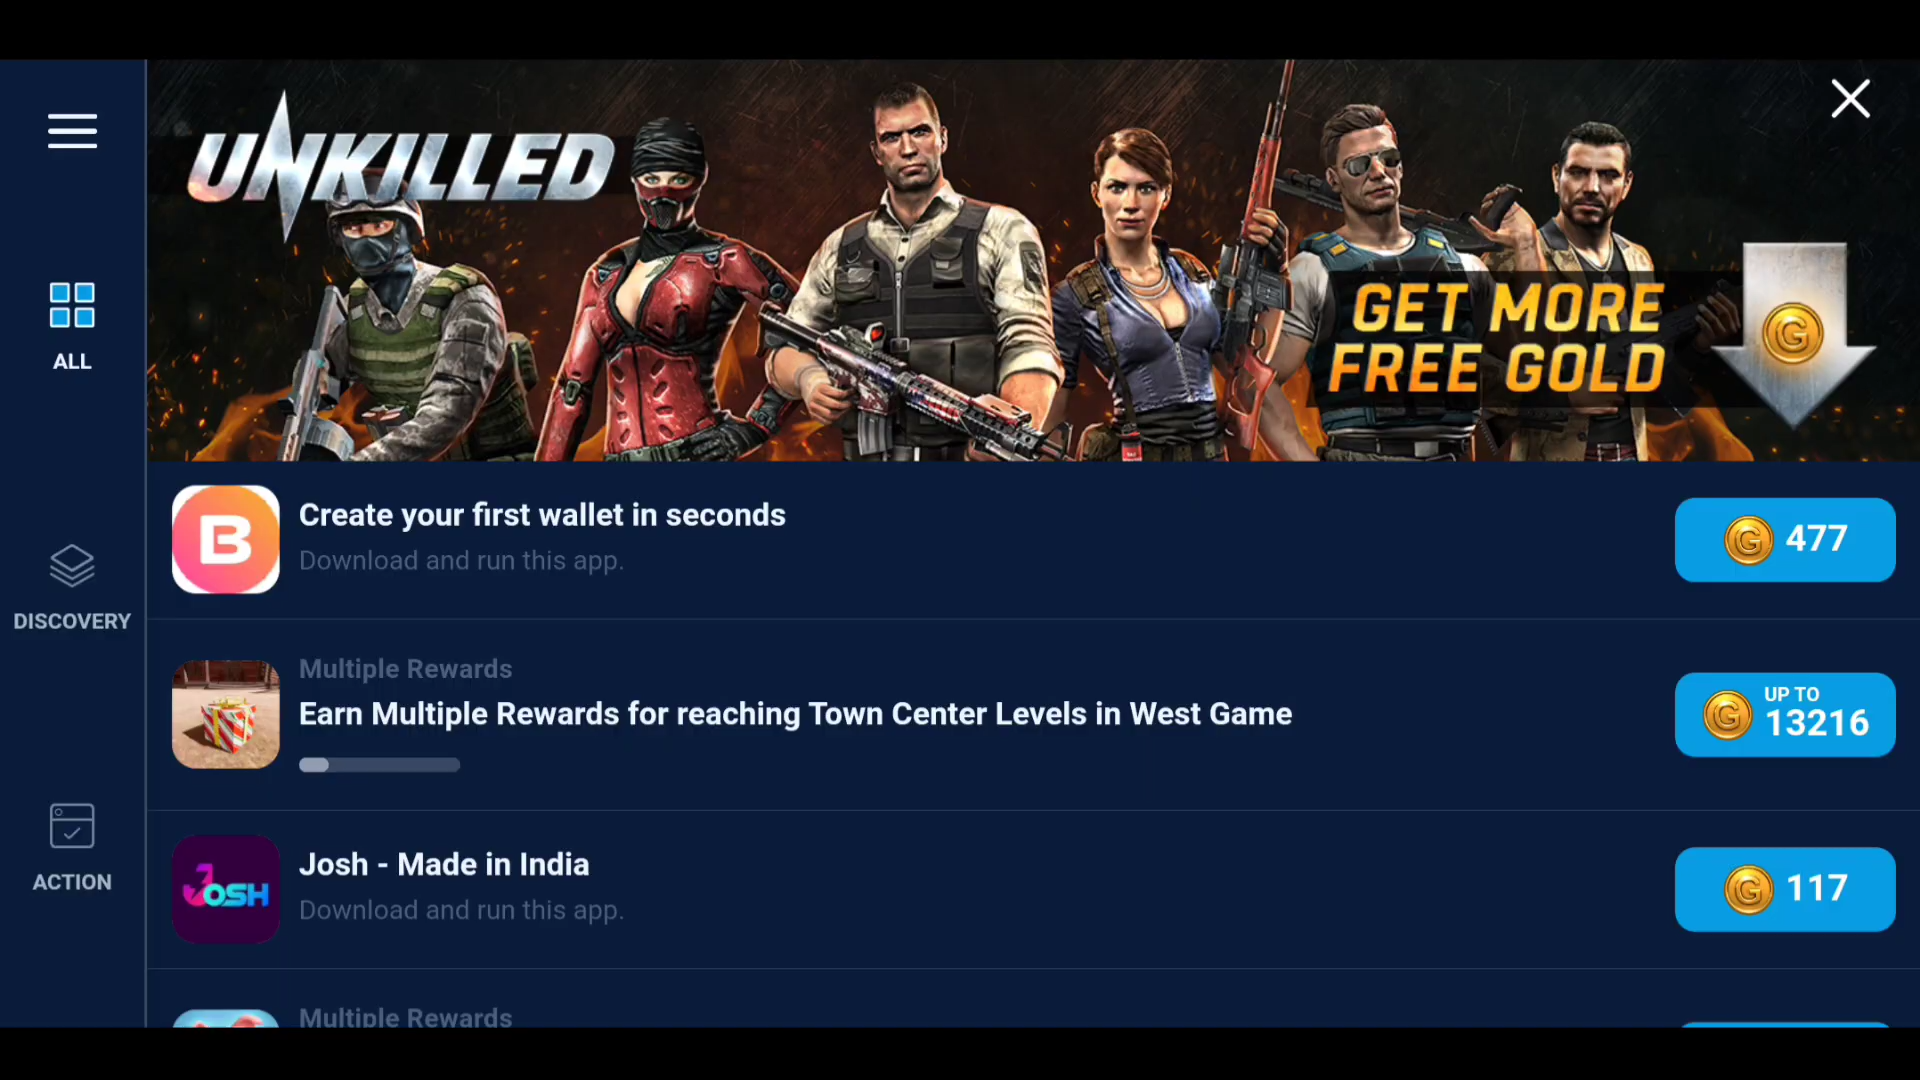 UNKILLED
GET MORE
FREE GOLD
ALL
DISCOVERY
ACTION
B
Create your first wallet in seconds
Download and run this app.
G 477
Multiple Rewards
Earn Multiple Rewards for reaching Town Center Levels in West Game
UP TO
G 13216
JOSH
Josh - Made in India
Download and run this app.
G 117
Multiple Rewards